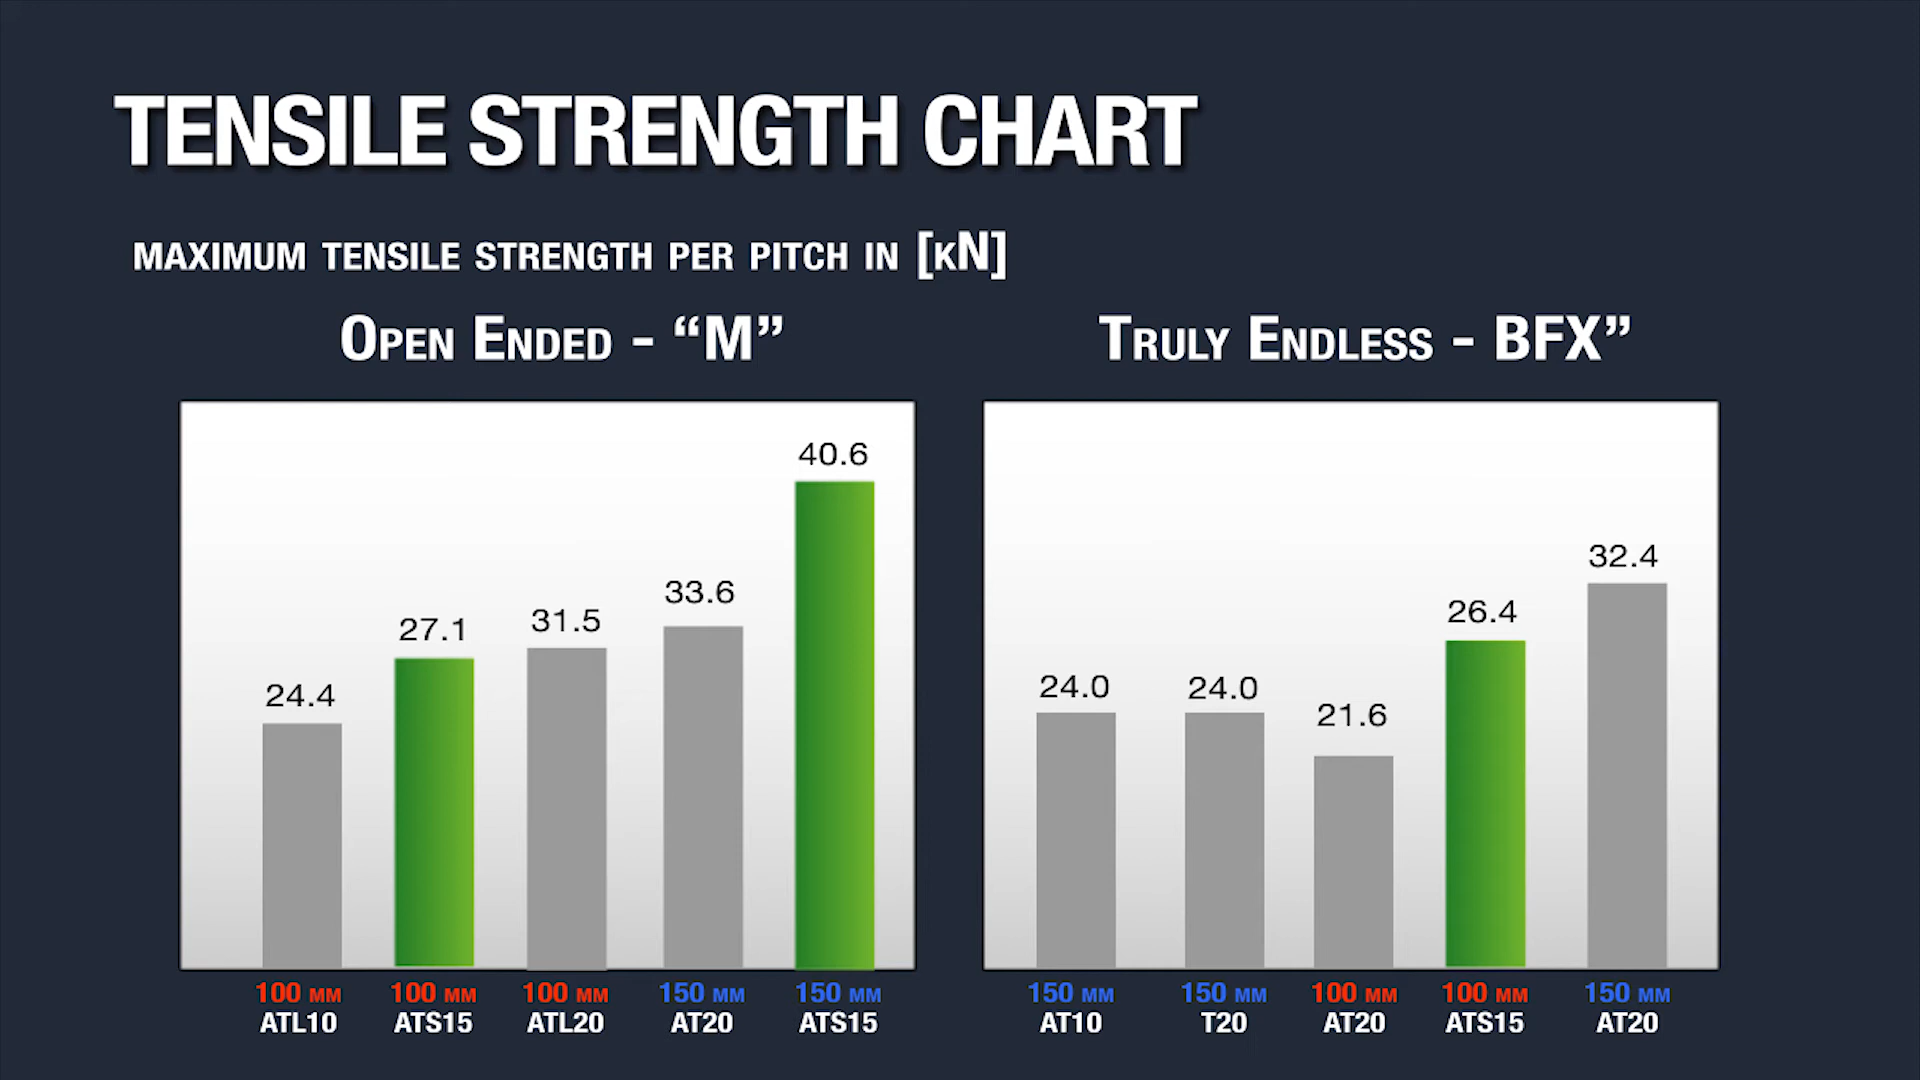 TENSILE STRENGTH CHART
MAXIMUM TENSILE STRENGTH PER PITCH IN [KN]
OPEN ENDED - “M”
24.4
27.1
31.5
33.6
40.6
100 MM
100 MM
100 MM
150 MM
150 MM
ATL10
ATS15
ATL20
AT20
ATS15
TRULY ENDLESS - BFX”
24.0
24.0
21.6
26.4
32.4
150 MM
150 MM
100 MM
100 MM
150 MM
AT10
T20
AT20
ATS15
AT20